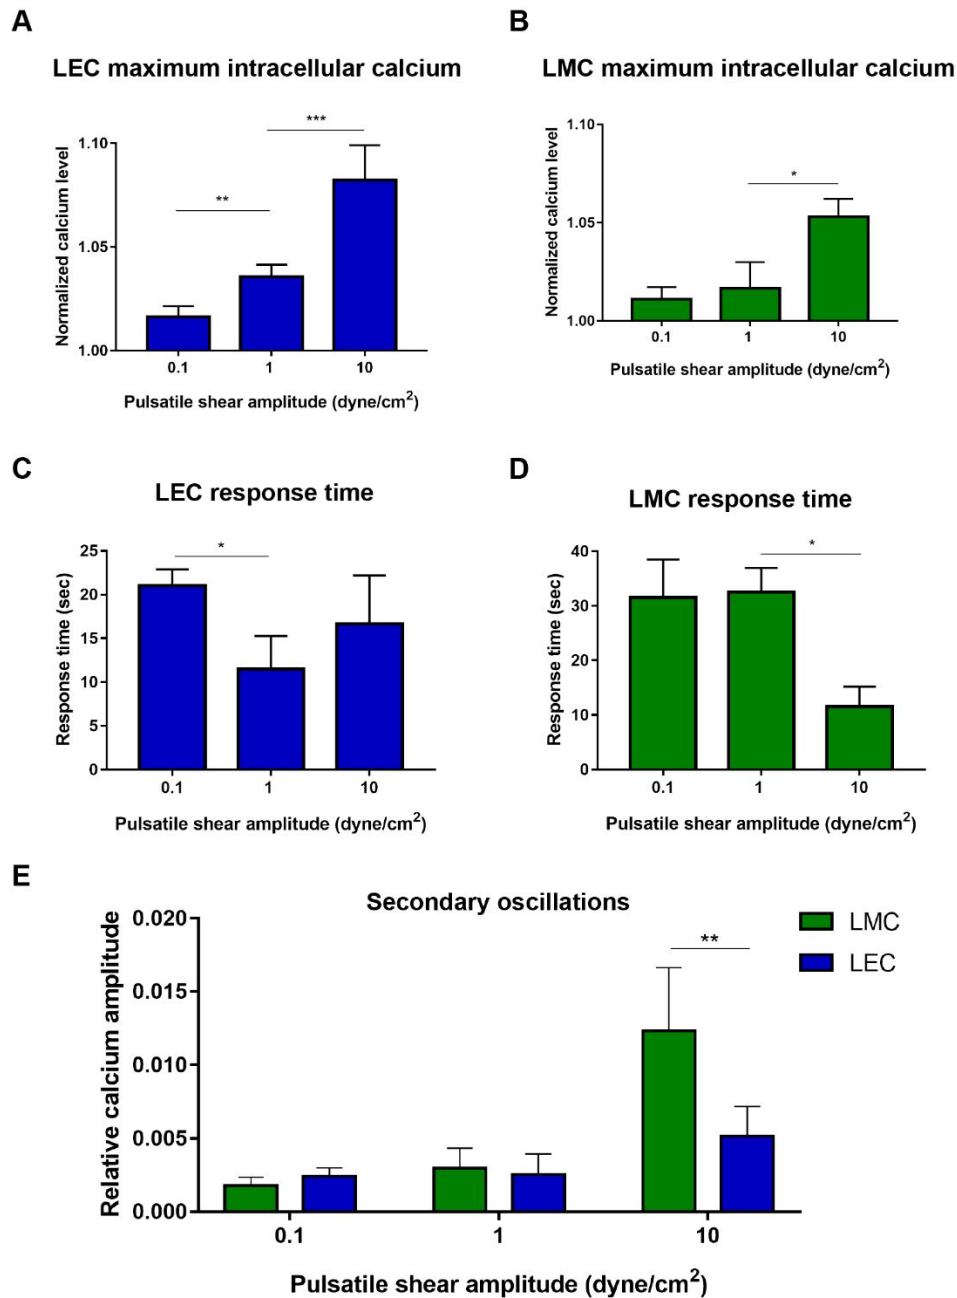 A
LEC maximum intracellular calcium
Normalized calcium level
1.10
1.05
1.00
**
***
0.1
1
10
Pulsatile shear amplitude (dyne/cm²)
B
LMC maximum intracellular calcium
Normalized calcium level
1.10
1.05
1.00
*
0.1
1
10
Pulsatile shear amplitude (dyne/cm²)
C
LEC response time
Response time (sec)
25
20
15
10
5
0
*
0.1
1
10
Pulsatile shear amplitude (dyne/cm²)
D
LMC response time
Response time (sec)
40
30
20
10
0
*
0.1
1
10
Pulsatile shear amplitude (dyne/cm²)
E
Secondary oscillations
Relative calcium amplitude
0.020
0.015
0.010
0.005
0.000
**
LMC
LEC
0.1
1
10
Pulsatile shear amplitude (dyne/cm²)